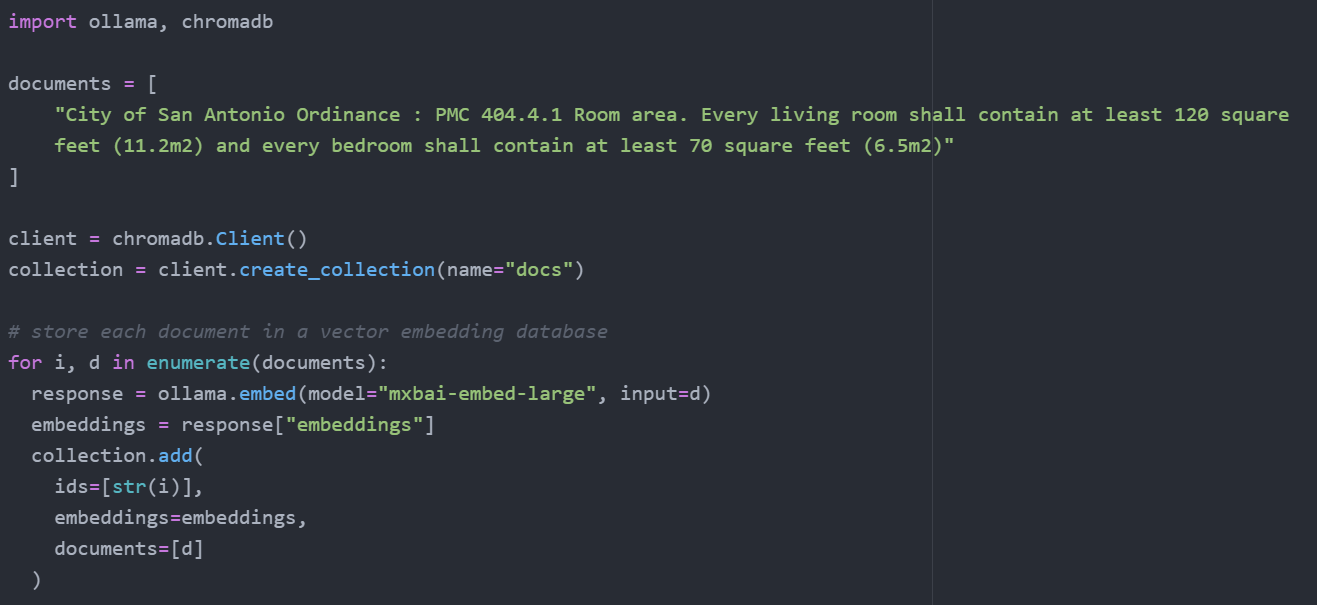 import ollama, chromadb
documents = [
    "City of San Antonio Ordinance : PMC 404.4.1 Room area. Every living room shall contain at least 120 square
    feet (11.2m2) and every bedroom shall contain at least 70 square feet (6.5m2)"
]
client = chromadb.Client()
collection = client.create_collection(name="docs")
# store each document in a vector embedding database
for i, d in enumerate(documents):
  response = ollama.embed(model="mxbai-embed-large", input=d)
  embeddings = response["embeddings"]
  collection.add(
    ids=[str(i)],
    embeddings=embeddings,
    documents=[d]
  )